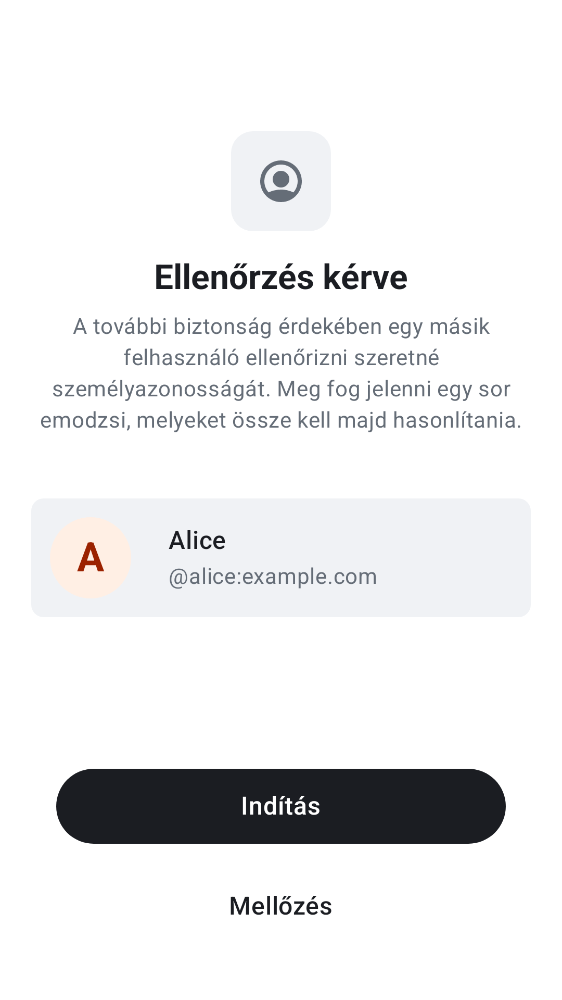 Ellenőrzés kérve
A további biztonság érdekében egy másik
felhasználó ellenőrizni szeretné
személyazonosságát. Meg fog jelenni egy sor
emodzsi, melyeket össze kell majd hasonlítania.
A
Alice
@alice:example.com
Indítás
Mellőzés